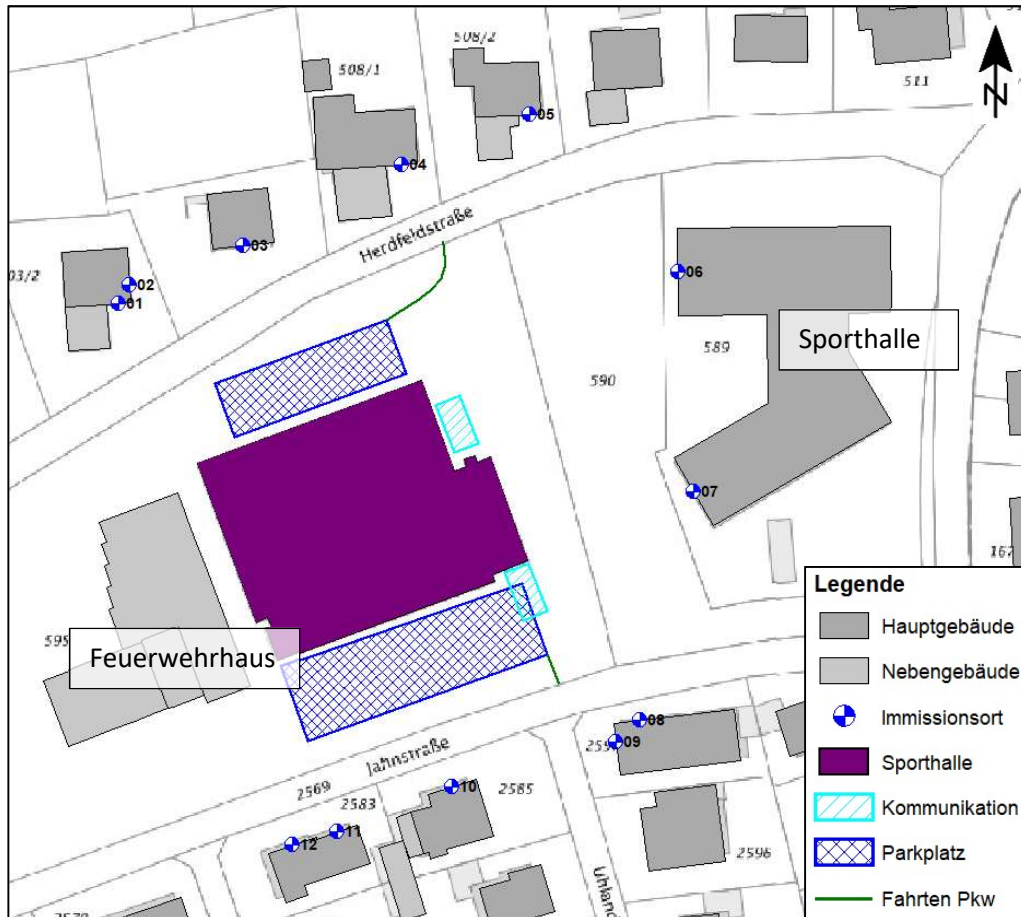 508/1
508/2
511
N
05
04
Herdfeldstraße
03
03/2
02
01
06
589
Sporthalle
590
07
167
595
Feuerwehrhaus
Jahnstraße
08
09
2569
2583
10
2585
11
12
2596
Uhland
2570
Legende
Hauptgebäude
Nebengebäude
Immissionsort
Sporthalle
Kommunikation
Parkplatz
Fahrten Pkw